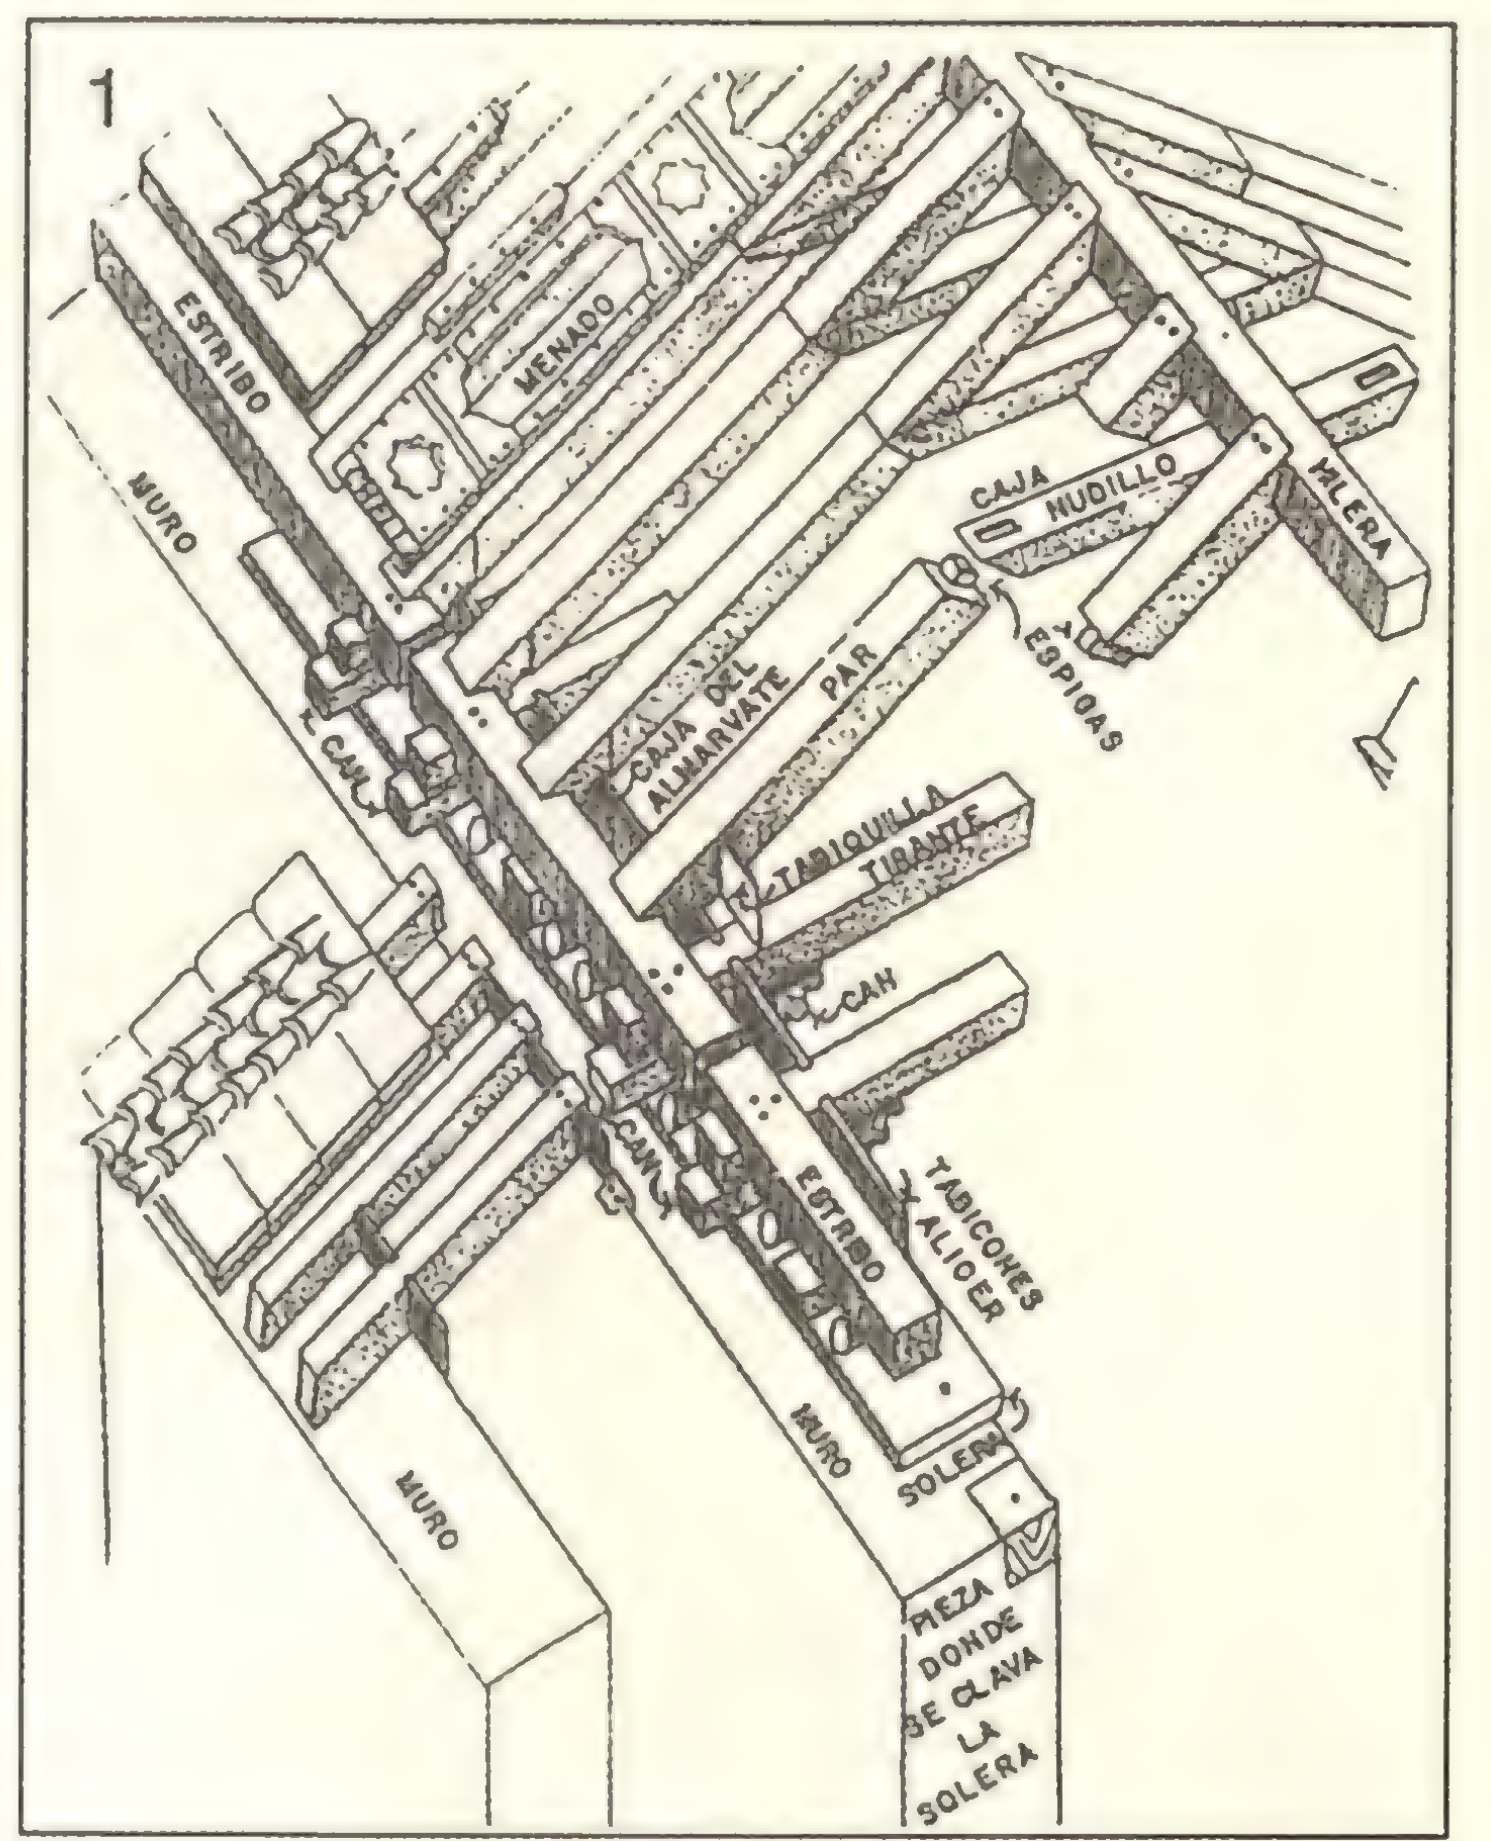 1
ESTRIBO
MENADO
MURO
CAJA
NUDILLO
HILERA
Y
ESPIGAS
PAR
CAJA
DEL
ALMARVATE
CAN
TABIQUILLA
TIRANTE
CAN
CAN
ESTRIBO
TABICONES
Y ALICER
MURO
SOLERA
MURO
PIEZA
DONDE
SE CLAVA
LA
SOLERA